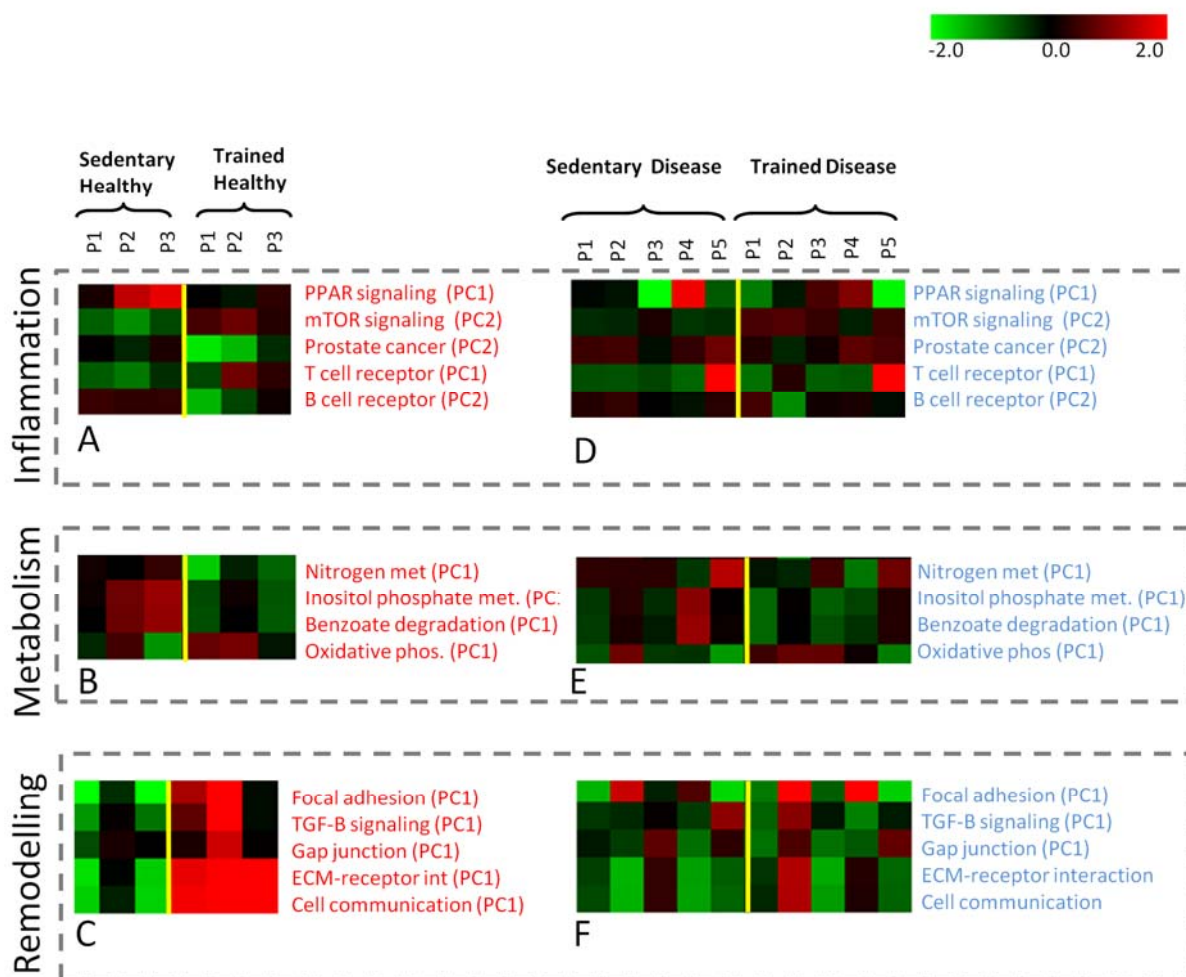 -2.0 0.0 2.0
Sedentary Healthy
Trained Healthy
Sedentary Disease
Trained Disease
P1 P2 P3 P1 P2 P3
P1 P2 P3 P4 P5 P1 P2 P3 P4 P5
Inflammation
PPAR signaling (PC1)
mTOR signaling (PC2)
Prostate cancer (PC2)
T cell receptor (PC1)
B cell receptor (PC2)
A
PPAR signaling (PC1)
mTOR signaling (PC2)
Prostate cancer (PC2)
T cell receptor (PC1)
B cell receptor (PC2)
D
Metabolism
Nitrogen met (PC1)
Inositol phosphate met. (PC:
Benzoate degradation (PC1)
Oxidative phos. (PC1)
B
Nitrogen met (PC1)
Inositol phosphate met. (PC1)
Benzoate degradation (PC1)
Oxidative phos (PC1)
E
Remodelling
Focal adhesion (PC1)
TGF-B signaling (PC1)
Gap junction (PC1)
ECM-receptor int (PC1)
Cell communication (PC1)
C
Focal adhesion (PC1)
TGF-B signaling (PC1)
Gap junction (PC1)
ECM-receptor interaction
Cell communication
F